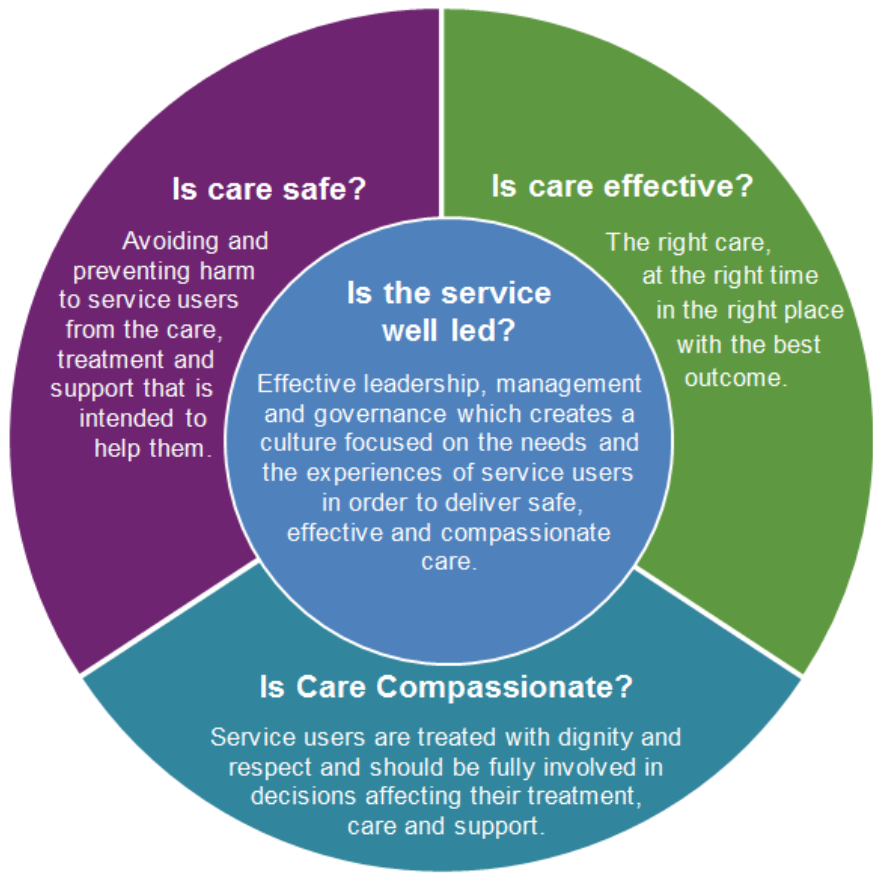 Is care safe?
Avoiding and
preventing harm
to service users
from the care,
treatment and
support that is
intended to
help them.
Is care effective?
The right care,
at the right time
in the right place
with the best
outcome.
Is the service
well led?
Effective leadership, management
and governance which creates a
culture focused on the needs and
the experiences of service users
in order to deliver safe,
effective and compassionate
care.
Is Care Compassionate?
Service users are treated with dignity and
respect and should be fully involved in
decisions affecting their treatment,
care and support.